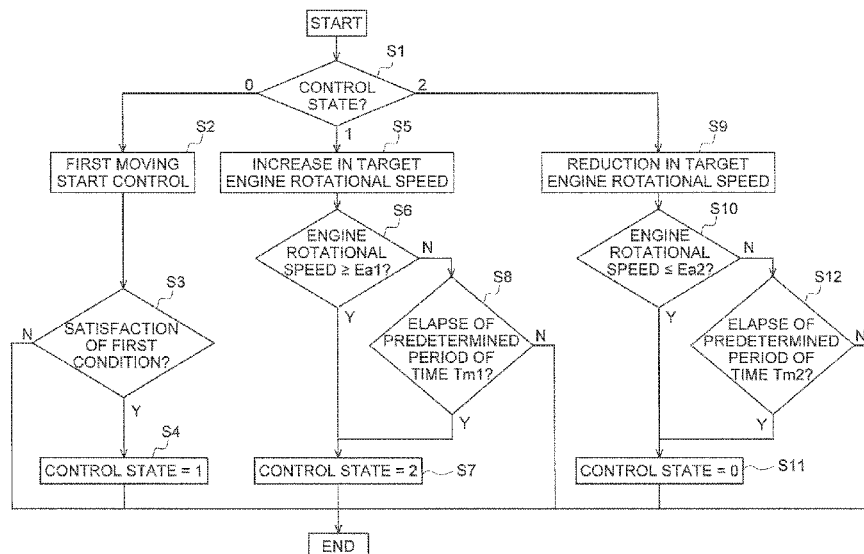 START
S1
0
CONTROL
STATE?
2
1
S2
FIRST MOVING
START CONTROL
S5
INCREASE IN TARGET
ENGINE ROTATIONAL SPEED
S9
REDUCTION IN TARGET
ENGINE ROTATIONAL SPEED
S6
ENGINE
ROTATIONAL
SPEED ≥ Ea1?
N
Y
S10
ENGINE
ROTATIONAL
SPEED ≤ Ea2?
N
Y
S3
N
SATISFACTION
OF FIRST
CONDITION?
Y
S8
ELAPSE OF
PREDETERMINED
PERIOD OF
TIME Tm1?
N
Y
S12
ELAPSE OF
PREDETERMINED
PERIOD OF
TIME Tm2?
N
Y
S4
CONTROL STATE = 1
CONTROL STATE = 2
S7
CONTROL STATE = 0
S11
END